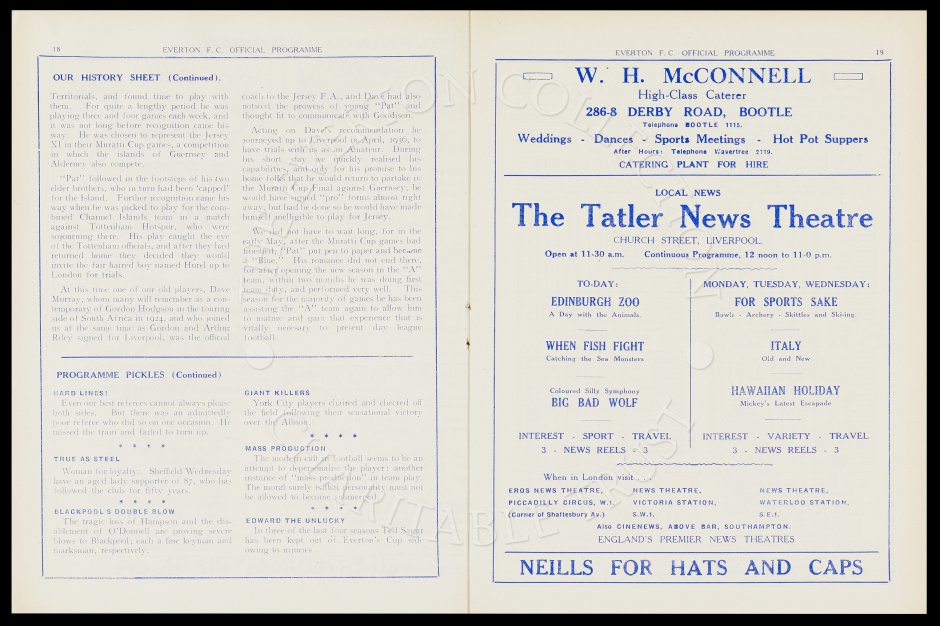 18
EVERTON F. C. OFFICIAL PROGRAMME
OUR HISTORY SHEET (Continued).
Territorials, and found time to play with
them. For quite a lengthy period he was
playing three and four games each week, and
it was not long before recognition came his
way. He was chosen to represent the Jersey
XI in their Muratti Cup games, a competition
in which the islands of Guernsey and
Alderney also compete.
"Pat" followed in the footsteps of his two
elder brothers, who in turn had been 'capped'
for the Island. Further recognition came his
way when he was picked to play for the com-
bined Channel Islands team in a match
against Tottenham Hotspur, who were
sojourning there. His play caught the eye
of the Tottenham officials, and after they had
returned home they decided they would
invite the fair haired boy named Hurel up to
London for trials.
At this time one of our old players, Dave
Murray, whom many will remember as a con-
temporary of Gordon Hodgson in the touring
side of South Africa in 1924, and who joined
us at the same time as Gordon and Arthur
Riley signed for Liverpool, was the official
coach to the Jersey F.A., and Dave had also
noticed the prowess of young "Pat" and
thought fit to communicate with Goodison.
Acting on Dave's recommendation he
journeyed up to Liverpool in April, 1936, to
have trials with us as an Amateur. During
his short stay we quickly realised his
capabilities, and only for his promise to his
home folks that he would return to partake in
the Muratti Cup Final against Guernsey, he
would have signed "pro" forms almost right
away, but had he done so he would have made
himself ineligible to play for Jersey.
We did not have to wait long, for in the
early May, after the Muratti Cup games had
finished, "Pat" put pen to paper and became
a "Blue." His romance did not end there,
for after opening the new season in the "A"
team, within two months he was doing first
team duty, and performed very well. This
season for the majority of games he has been
assisting the "A" team again to allow him
to mature and gain that experience that is
vitally necessary to present day league
football.
PROGRAMME PICKLES (Continued)
HARD LINES!
Even our best referees cannot always please
both sides. But there was an admittedly
poor referee who did so on one occasion. He
missed the train and failed to turn up.
* * * *
TRUE AS STEEL
Woman for loyalty. Sheffield Wednesday
have an aged lady supporter of 87, who has
followed the club for fifty years.
* * * *
BLACKPOOL'S DOUBLE BLOW
The tragic loss of Hampson and the dis-
ablement of O'Donnell are proving severe
blows to Blackpool; each a fine keyman and
marksman, respectively.
GIANT KILLERS
York City players chaired and cheered off
the field following their sensational victory
over the Albion.
* * * *
MASS PRODUCTION
The modern cult in football seems to be an
attempt to depersonalise the player: another
instance of "mass production" in team play.
The moral surely is that personality must not
be allowed to become submerged.
* * * *
EDWARD THE UNLUCKY
In three of the last four seasons Ted Sagar
has been kept out of Everton's Cup side
owing to injuries.
EVERTON F. C. OFFICIAL PROGRAMME
19
W. H. McCONNELL
High-Class Caterer
286-8 DERBY ROAD, BOOTLE
Telephone BOOTLE 1115.
Weddings - Dances - Sports Meetings - Hot Pot Suppers
After Hours: Telephone Wavertree 2179.
CATERING PLANT FOR HIRE
LOCAL NEWS
The Tatler News Theatre
CHURCH STREET, LIVERPOOL.
Open at 11-30 a.m. Continuous Programme, 12 noon to 11-0 p.m.
TO-DAY:
EDINBURGH ZOO
A Day with the Animals.
WHEN FISH FIGHT
Catching the Sea Monsters
Coloured Silly Symphony
BIG BAD WOLF
INTEREST - SPORT - TRAVEL
3 - NEWS REELS - 3
MONDAY, TUESDAY, WEDNESDAY:
FOR SPORTS SAKE
Bowls - Archery - Skittles and Ski-ing.
ITALY
Old and New
HAWAIIAN HOLIDAY
Mickey's Latest Escapade
INTEREST - VARIETY - TRAVEL
3 - NEWS REELS - 3
When in London visit . . .
EROS NEWS THEATRE,
PICCADILLY CIRCUS, W.1.
(Corner of Shaftesbury Av.)
NEWS THEATRE,
VICTORIA STATION,
S.W.1.
NEWS THEATRE,
WATERLOO STATION,
S.E.1.
Also CINENEWS, ABOVE BAR, SOUTHAMPTON.
ENGLAND'S PREMIER NEWS THEATRES
NEILLS FOR HATS AND CAPS